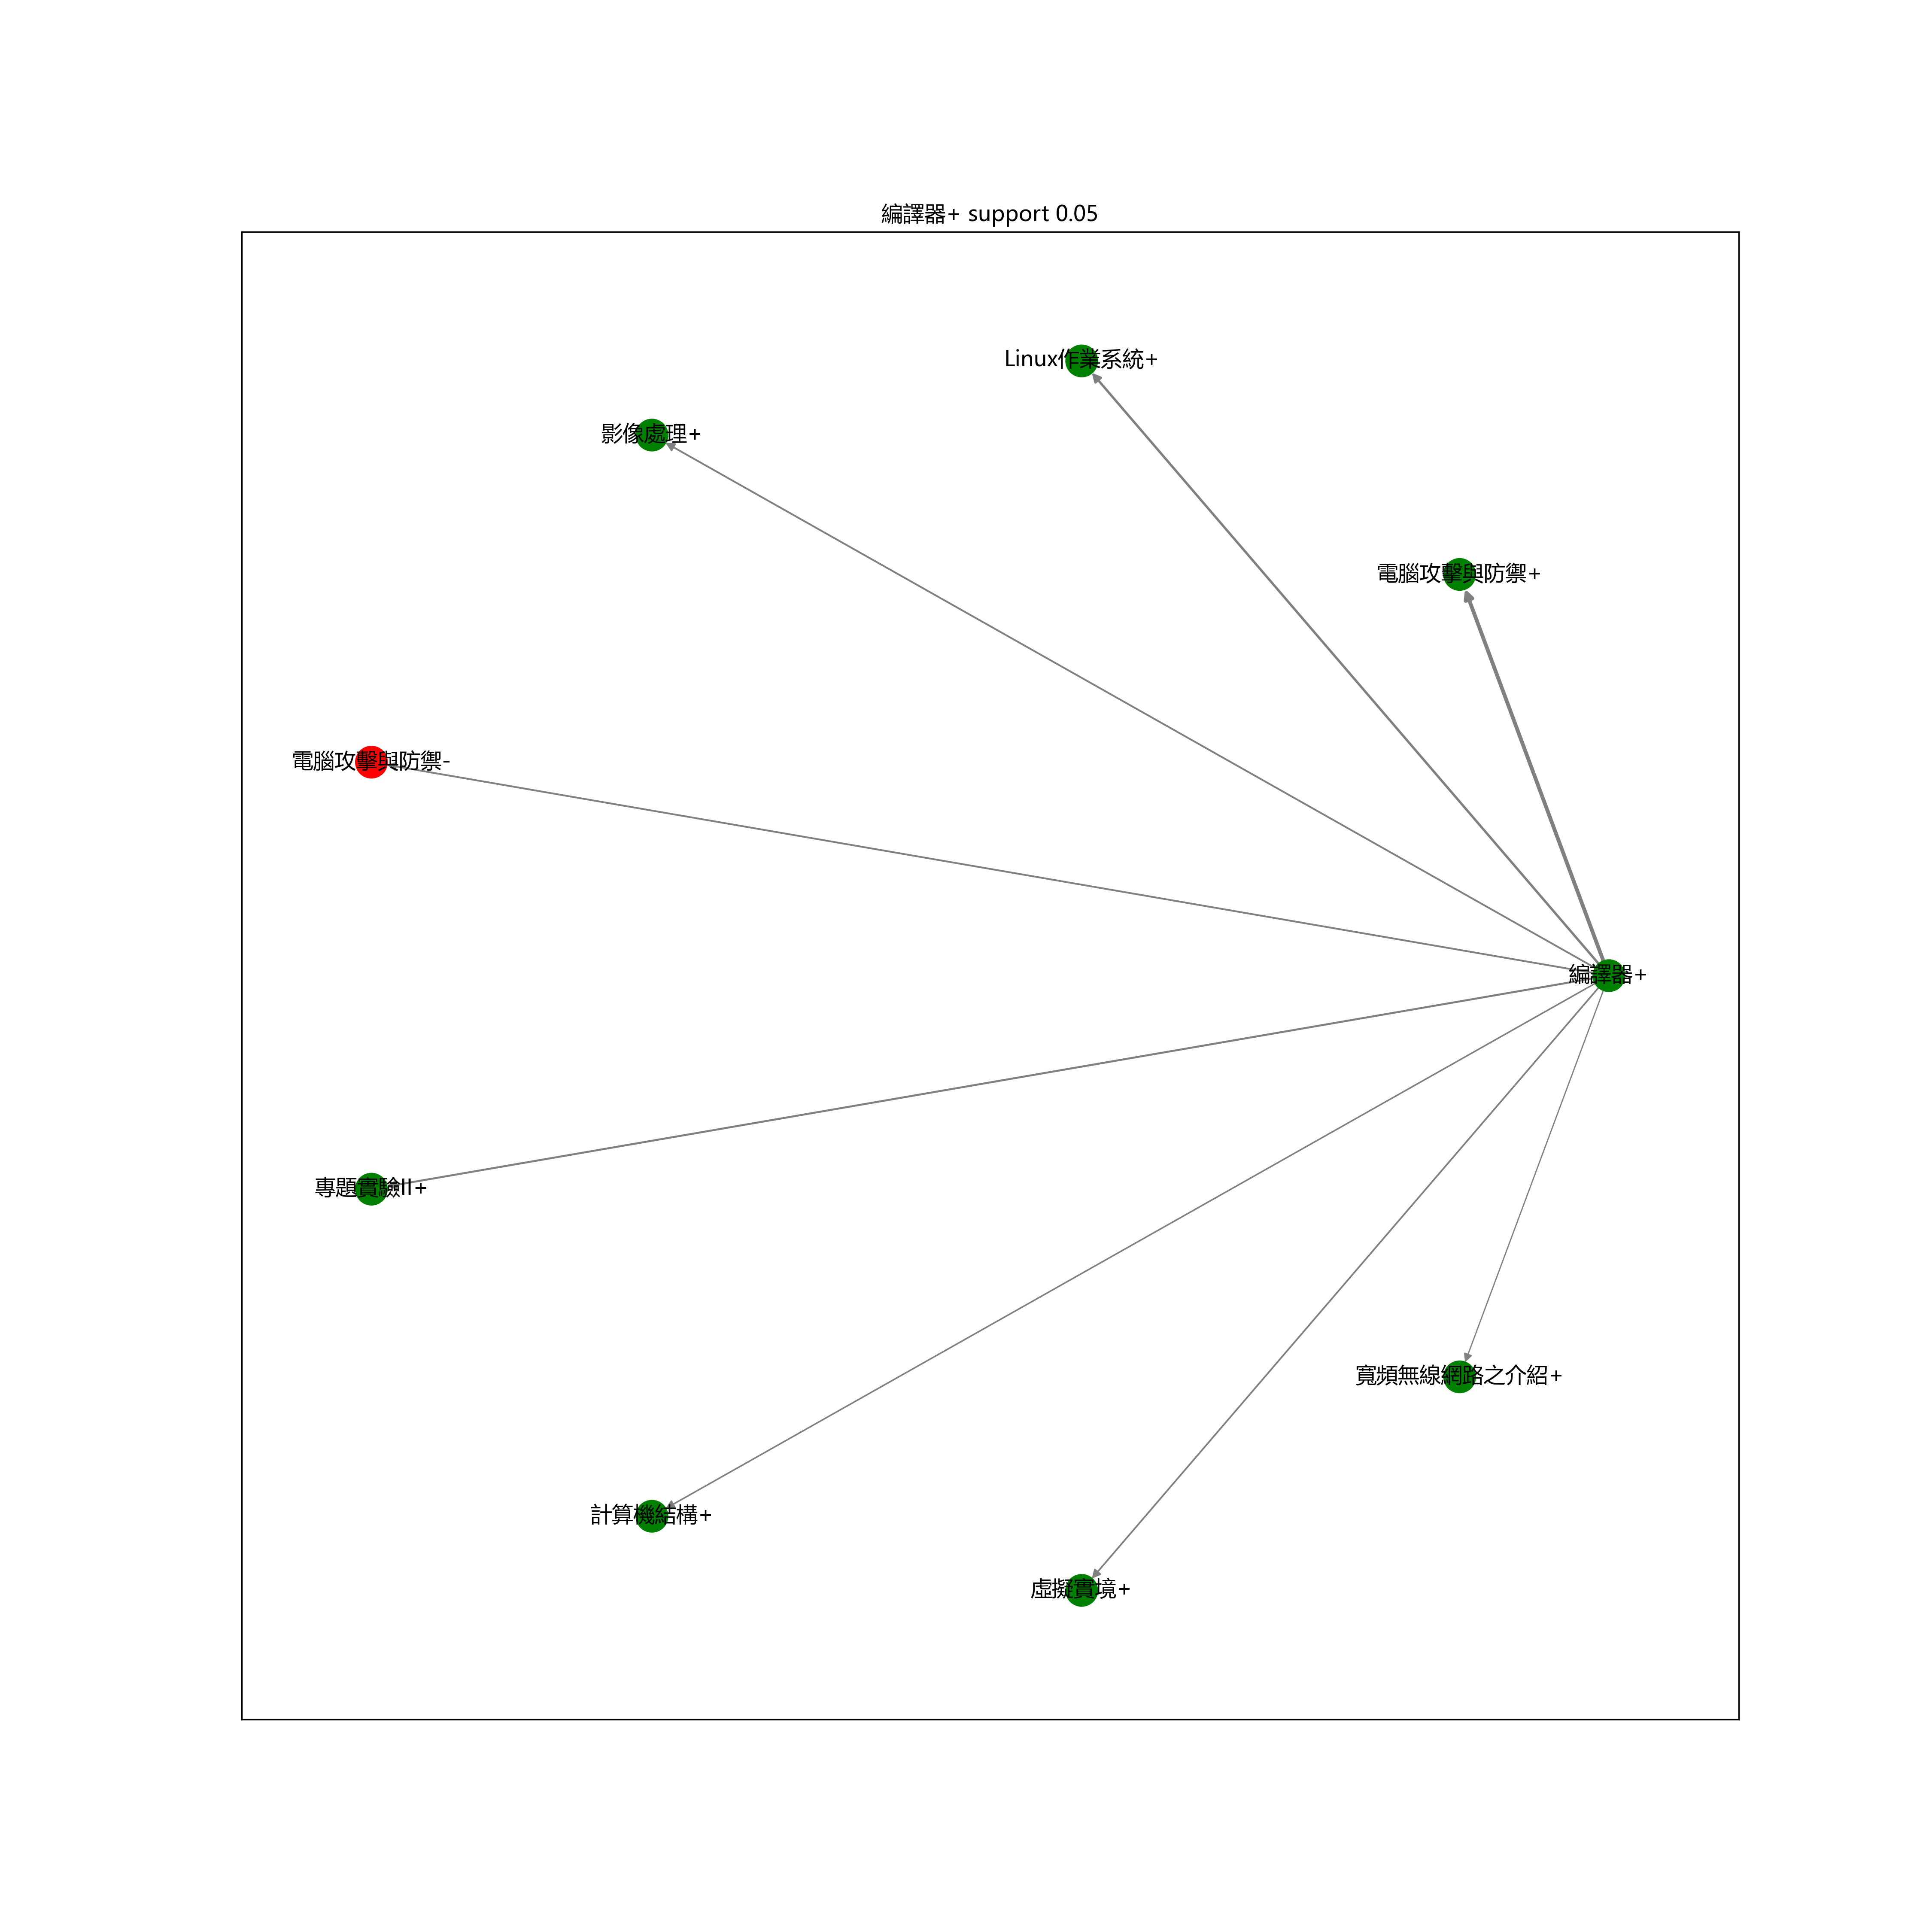 編譯器+ support 0.05
Linux作業系統+
影像處理+
電腦攻擊與防禦+
電腦攻擊與防禦-
編譯器+
專題實驗II+
寬頻無線網路之介紹+
計算機結構+
虛擬實境+